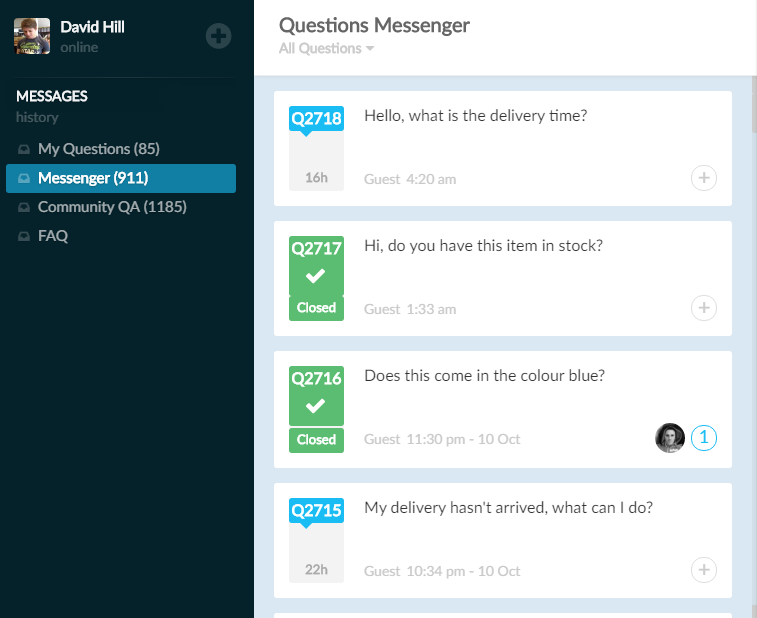 David Hill
online
MESSAGES
history
My Questions (85)
Messenger (911)
Community QA (1185)
FAQ
Questions Messenger
All Questions
Q2718
Hello, what is the delivery time?
16h
Guest 4:20 am
Q2717
Hi, do you have this item in stock?
Closed
Guest 1:33 am
Q2716
Does this come in the colour blue?
Closed
Guest 11:30 pm - 10 Oct
1
Q2715
My delivery hasn't arrived, what can I do?
22h
Guest 10:34 pm - 10 Oct